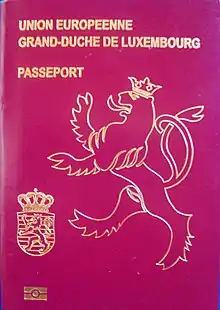 UNION EUROPEENNE
GRAND-DUCHE DE LUXEMBOURG
PASSEPORT